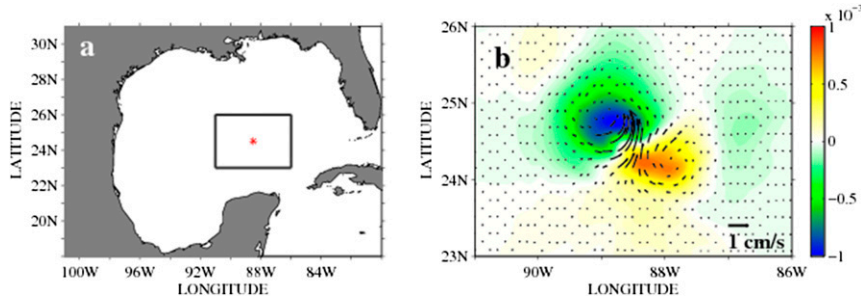 a
30N
28N
26N
24N
22N
20N
LATITUDE
100W
96W
92W
88W
84W
LONGITUDE
b
26N
25N
24N
23N
LATITUDE
90W
88W
86W
LONGITUDE
1 cm/s
1
0.5
0
−0.5
−1